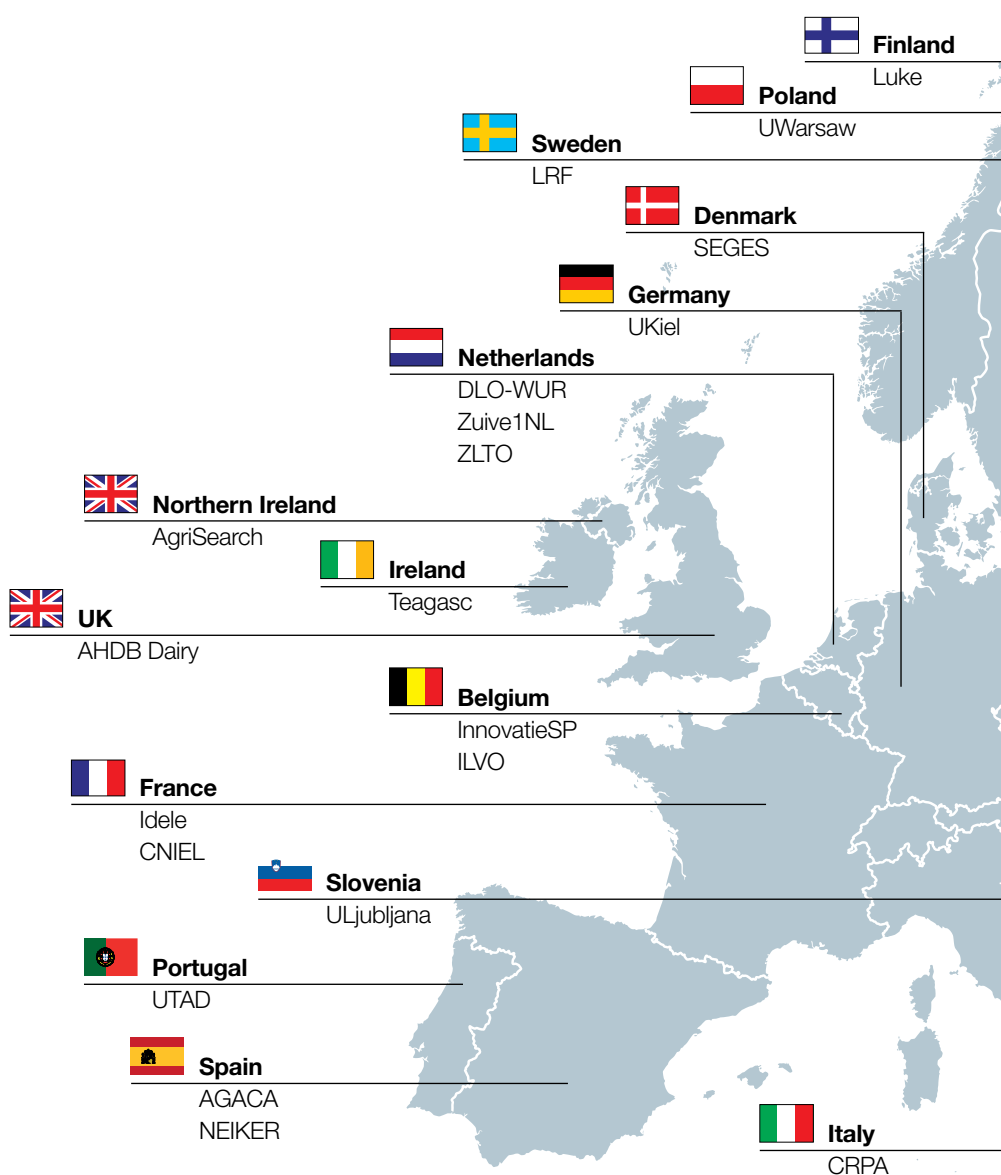 Finland
Luke
Poland
UWarsaw
Sweden
LRF
Denmark
SEGES
Germany
UKiel
Netherlands
DLO-WUR
Zuive1NL
ZLTO
Northern Ireland
AgriSearch
Ireland
Teagasc
UK
AHDB Dairy
Belgium
InnovatieSP
ILVO
France
Idele
CNIEL
Slovenia
ULjubljana
Portugal
UTAD
Spain
AGACA
NEIKER
Italy
CRPA